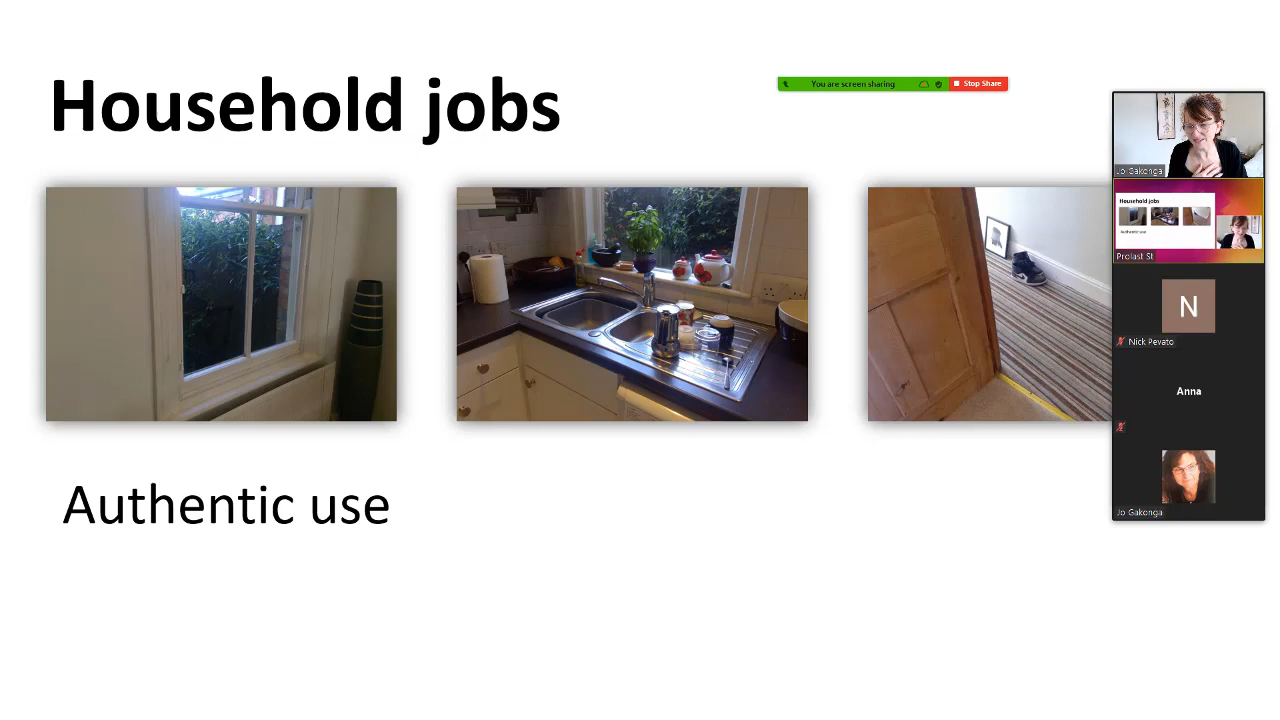 Household jobs
You are screen sharing
Stop Share
Jo Gakonga
Household jobs
Authentic use
Prolast St
N
Nick Pevato
Anna
Jo Gakonga
Authentic use